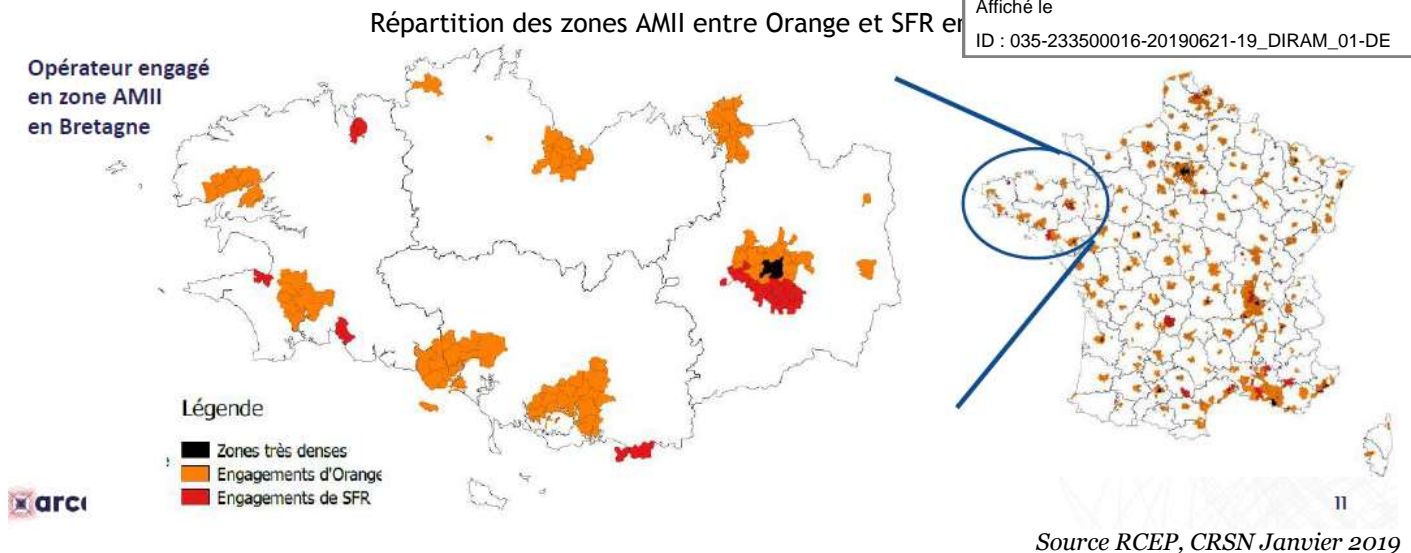 Affiché le
Répartition des zones AMII entre Orange et SFR en
ID : 035-233500016-20190621-19_DIRAM_01-DE
Opérateur engagé
en zone AMII
en Bretagne
Légende
Zones très denses
Engagements d'Orange
Engagements de SFR
arc
11
Source RCEP, CRSN Janvier 2019